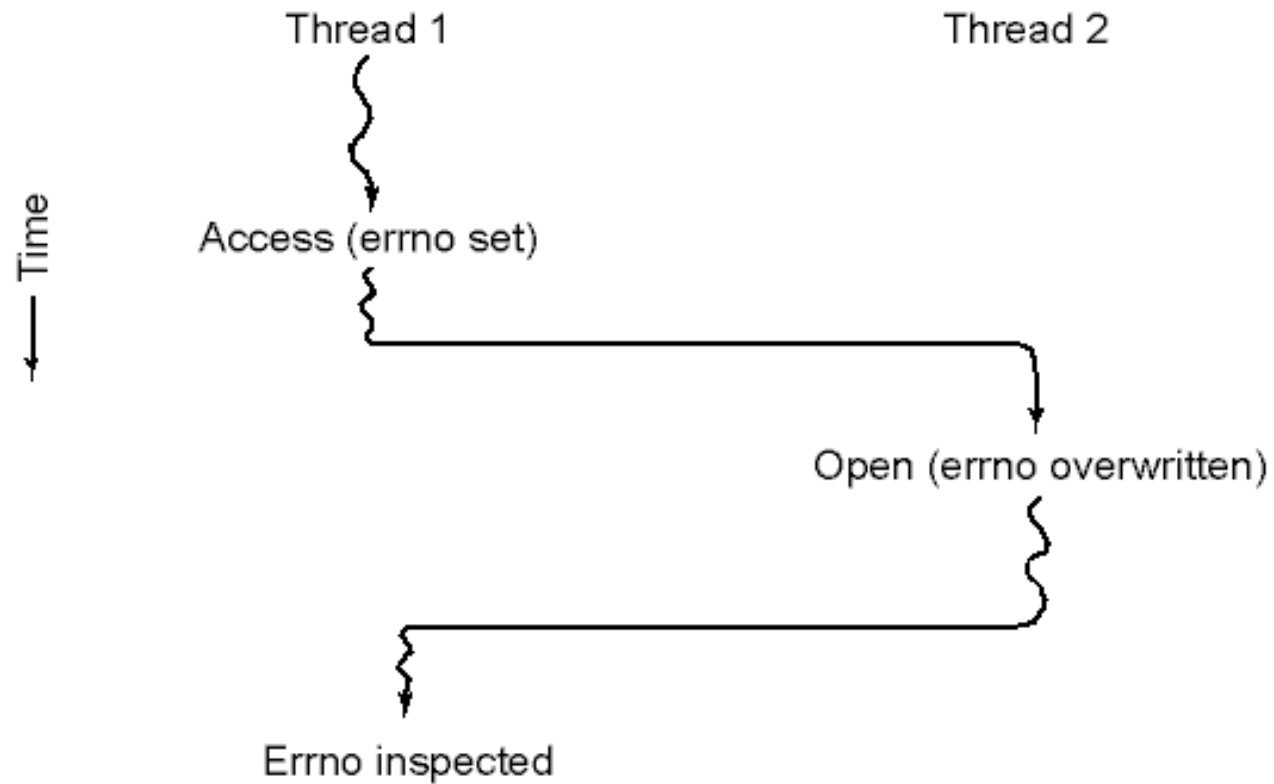 Thread 1
Thread 2
Time
Access (errno set)
Open (errno overwritten)
Errno inspected